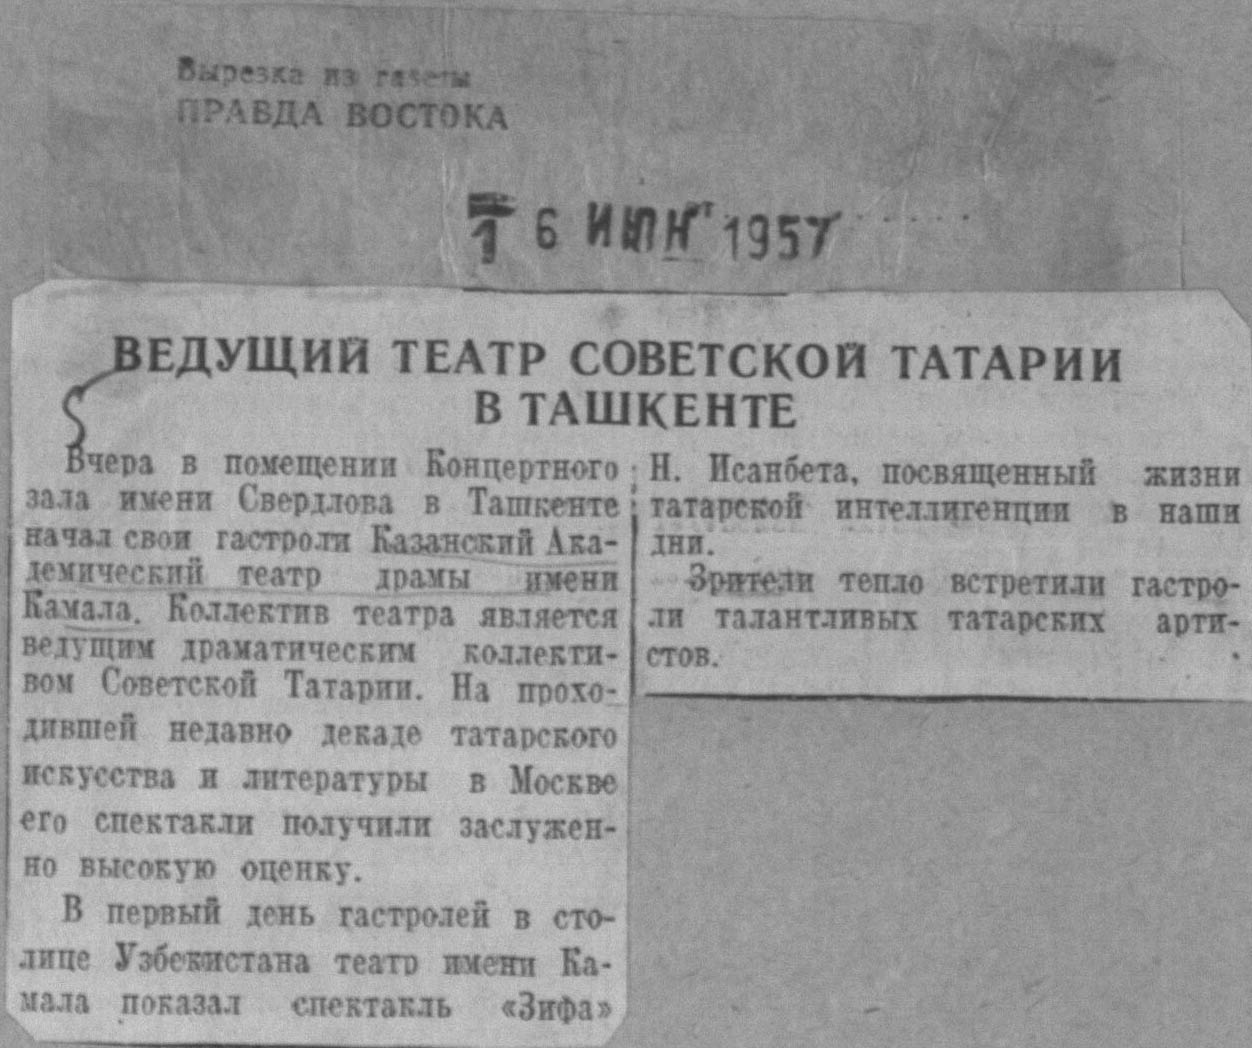 Вырезка из газеты
ПРАВДА ВОСТОКА
16 ИЮН 1957
ВЕДУЩИЙ ТЕАТР СОВЕТСКОЙ ТАТАРИИ
В ТАШКЕНТЕ
Вчера в помещении Концертного
зала имени Свердлова в Ташкенте
начал свои гастроли Казанский Ака-
демический театр драмы имени
Камала. Коллектив театра является
ведущим драматическим коллекти-
вом Советской Татарии. На прохо-
дившей недавно декаде татарского
искусства и литературы в Москве
его спектакли получили заслужен-
но высокую оценку.
В первый день гастролей в сто-
лице Узбекистана театр имени Ка-
мала показал спектакль «Зифа»
Н. Исанбета, посвященный жизни
татарской интеллигенции в наши
дни.
Зрители тепло встретили гастро-
ли талантливых татарских арти-
стов.